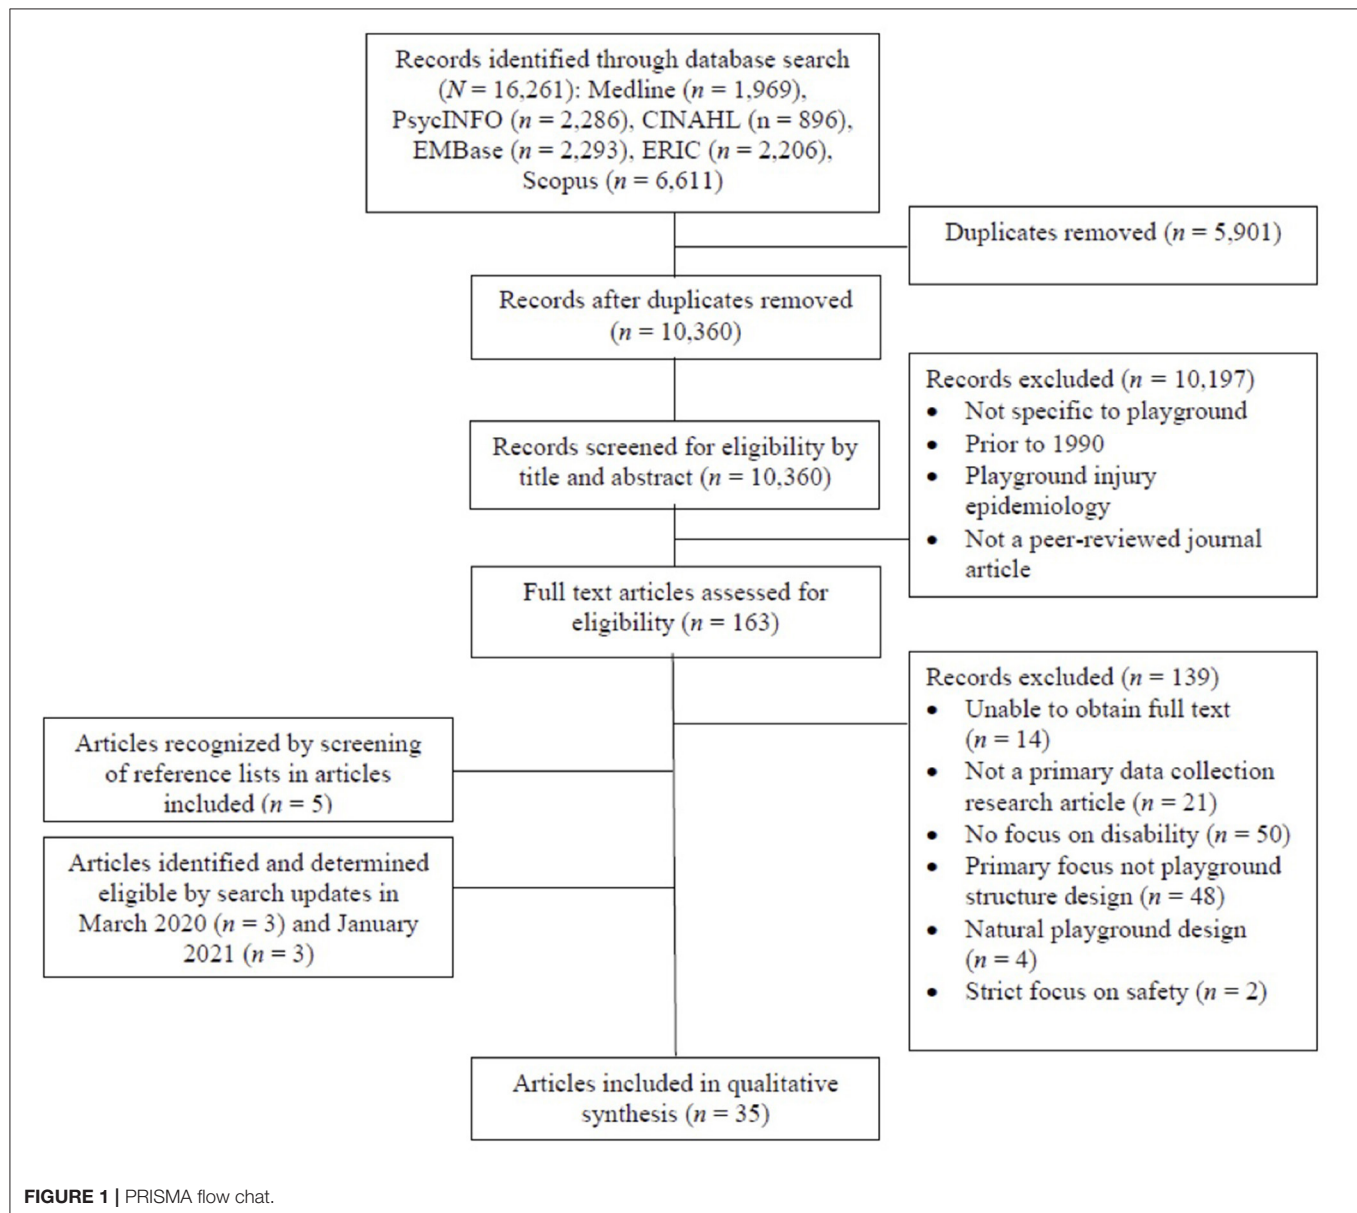 Records identified through database search
(N = 16,261): Medline (n = 1,969),
PsycINFO (n = 2,286), CINAHL (n = 896),
EMBase (n = 2,293), ERIC (n = 2,206),
Scopus (n = 6,611)
Duplicates removed (n = 5,901)
Records after duplicates removed
(n = 10,360)
Records excluded (n = 10,197)
• Not specific to playground
• Prior to 1990
• Playground injury
epidemiology
• Not a peer-reviewed journal
article
Records screened for eligibility by
title and abstract (n = 10,360)
Full text articles assessed for
eligibility (n = 163)
Records excluded (n = 139)
• Unable to obtain full text
(n = 14)
• Not a primary data collection
research article (n = 21)
• No focus on disability (n = 50)
• Primary focus not playground
structure design (n = 48)
• Natural playground design
(n = 4)
• Strict focus on safety (n = 2)
Articles recognized by screening
of reference lists in articles
included (n = 5)
Articles identified and determined
eligible by search updates in
March 2020 (n = 3) and January
2021 (n = 3)
Articles included in qualitative
synthesis (n = 35)
FIGURE 1 | PRISMA flow chat.